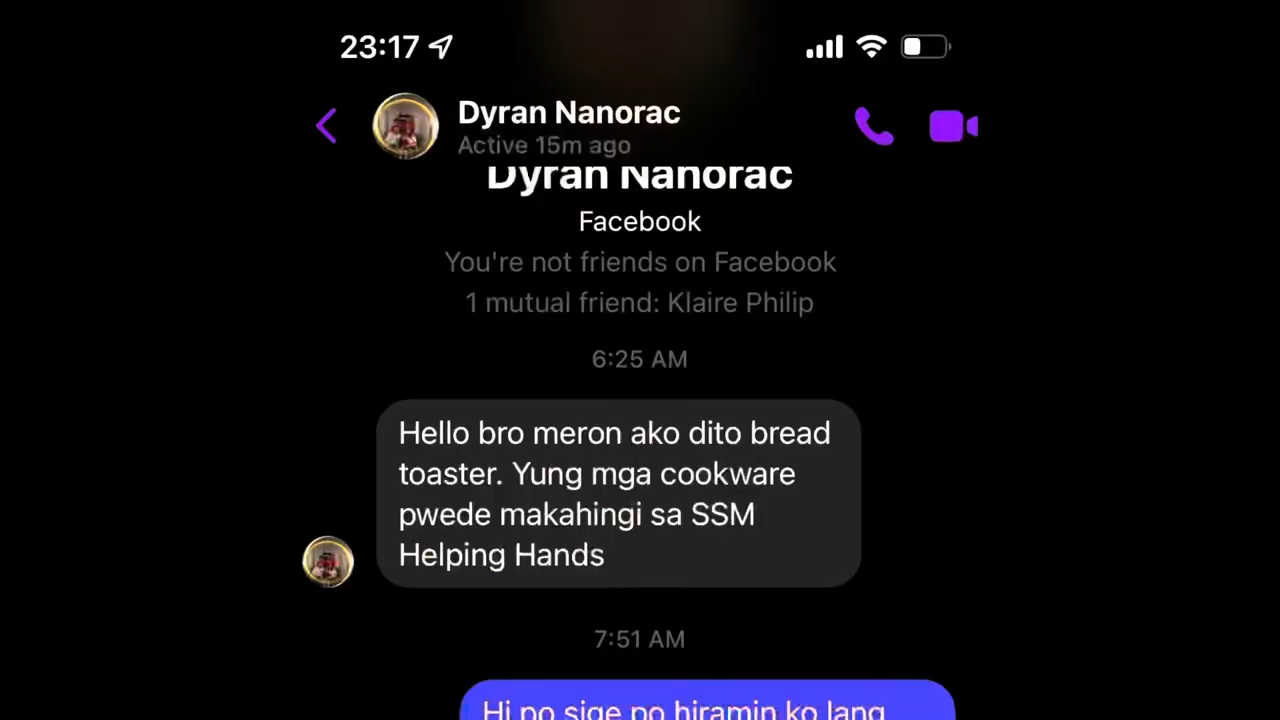 23:17
Dyran Nanorac
Active 15m ago
Dyran Nanorac
Facebook
You're not friends on Facebook
1 mutual friend: Klaire Philip
6:25 AM
Hello bro meron ako dito bread
toaster. Yung mga cookware
pwede makahingi sa SSM
Helping Hands
7:51 AM
Hi po sige po hiramin ko lang